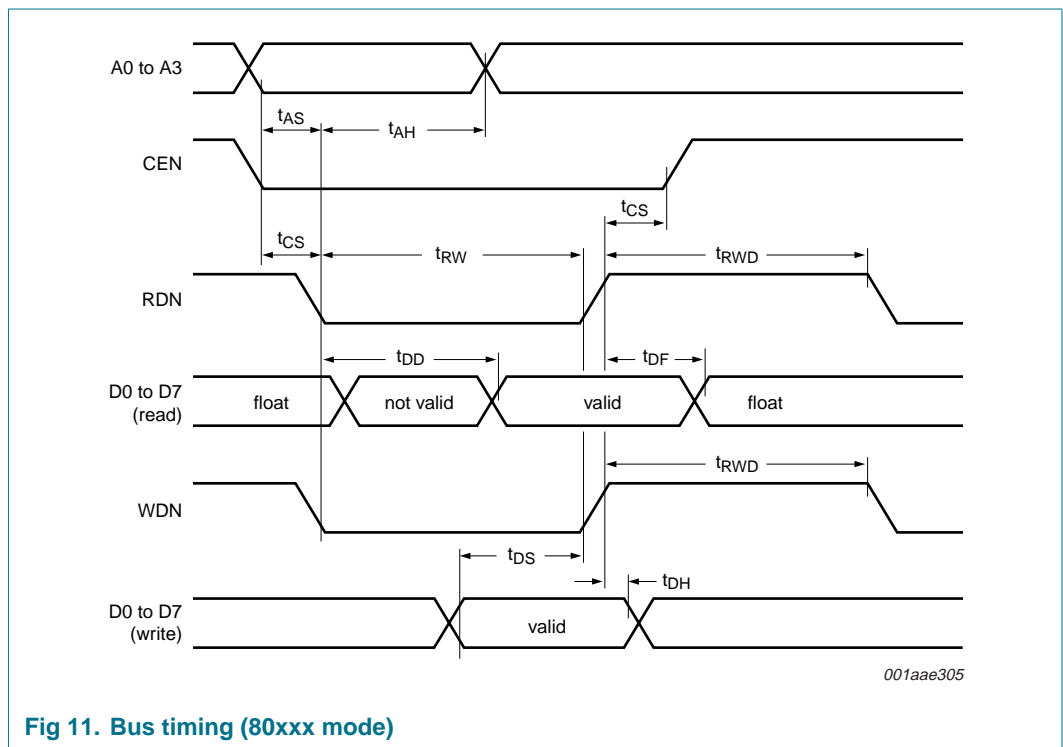 A0 to A3
tAS
tAH
CEN
tCS
tCS
tRW
tRWD
RDN
tDD
tDF
D0 to D7
(read)
float
not valid
valid
float
tRWD
WDN
tDS
tDH
D0 to D7
(write)
valid
001aae305
Fig 11. Bus timing (80xxx mode)